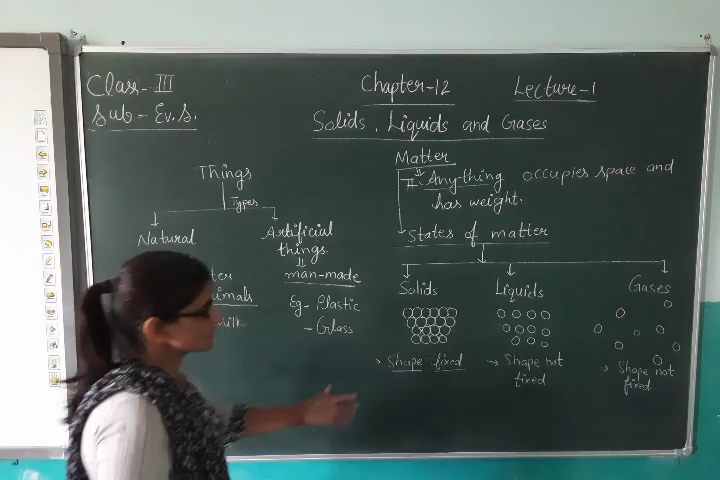 Class-III
Sub-Ev.S.
Chapter-12
Lecture-1
Solids, Liquids and Gases
Things
Types
Natural
Artificial
things.
man-made
Eg- Plastic
- Glass
Matter
Any-thing occupies space and
has weight.
States of matter
Solids
Liquids
Gases
Shape fixed
Shape not
fixed
Shape not
fixed